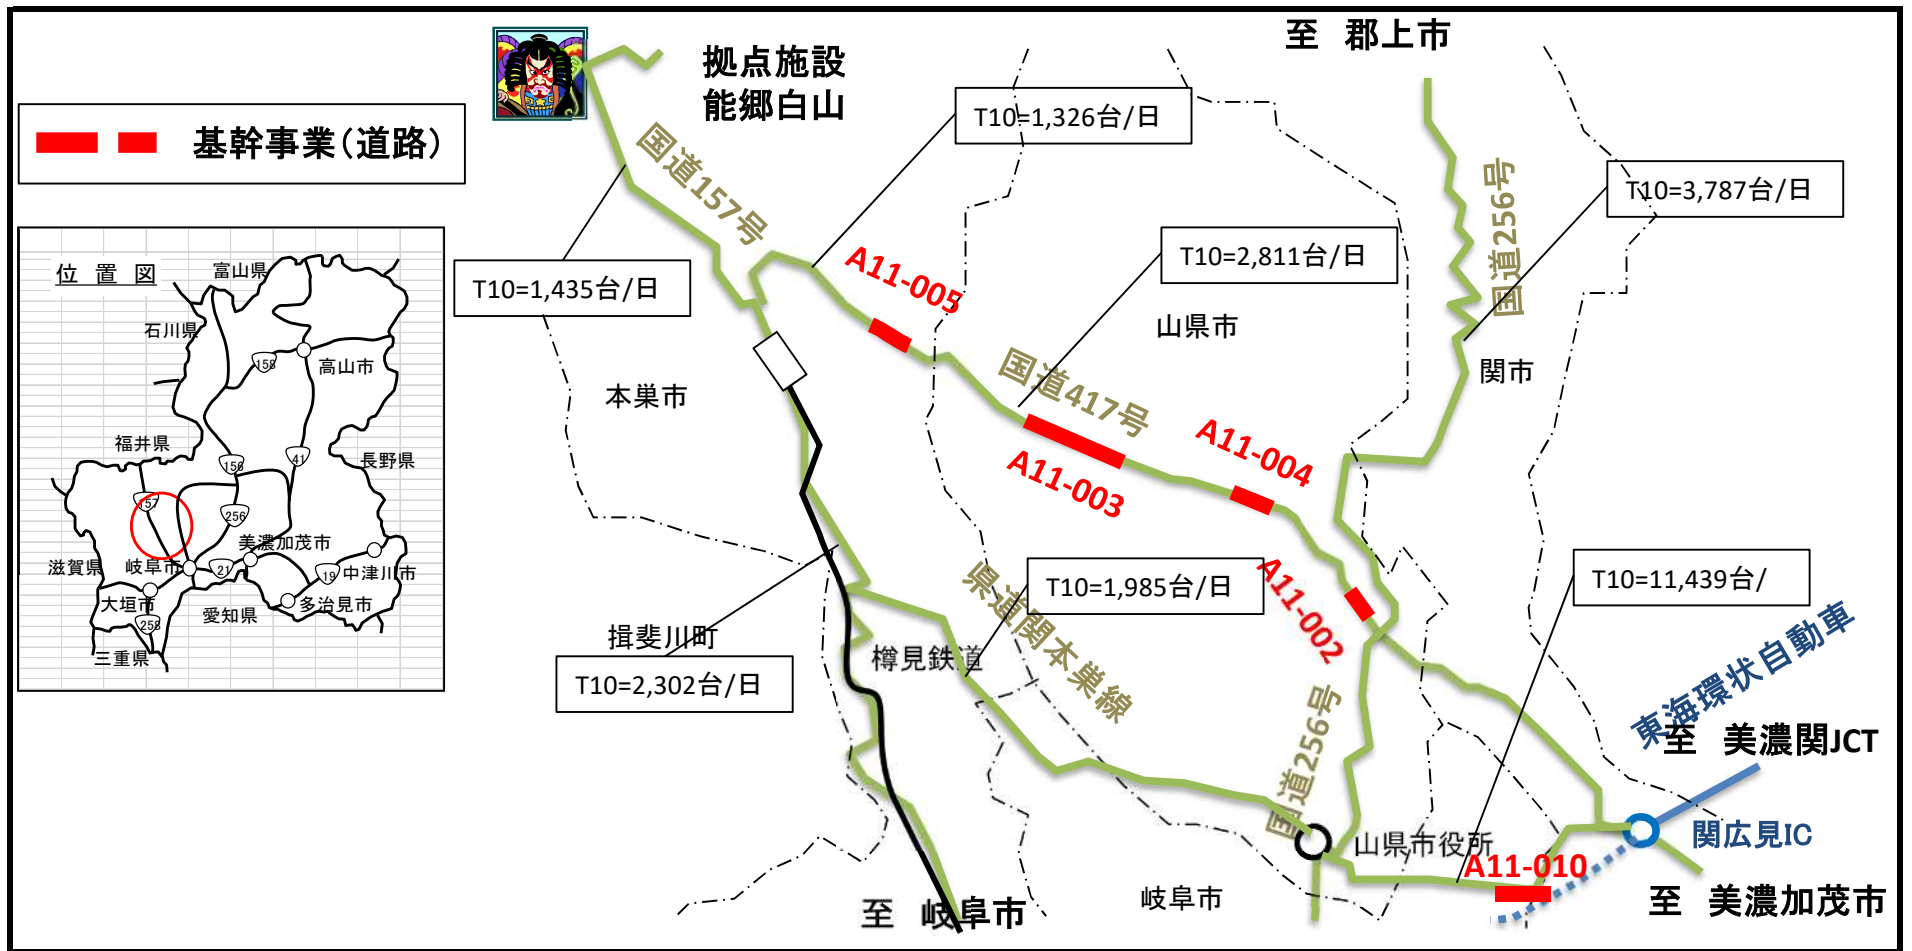 至 郡上市
拠点施設
能郷白山
T10=1,326台/日
基幹事業(道路)
国道157号
国道256号
T10=3,787台/日
T10=2,811台/日
A11-005
T10=1,435台/日
山県市
関市
本巣市
国道417号
A11-003
A11-004
A11-002
T10=1,985台/日
T10=11,439台/
県道関本巣線
揖斐川町
樽見鉄道
T10=2,302台/日
国道256号
東海環状自動車
至 美濃関JCT
関広見IC
山県市役所
A11-010
岐阜市
至 岐阜市
至 美濃加茂市
位置図
富山県
石川県
158
高山市
福井県
156
41
長野県
157
256
美濃加茂市
滋賀県
岐阜市
21
19
中津川市
大垣市
258
愛知県
多治見市
三重県